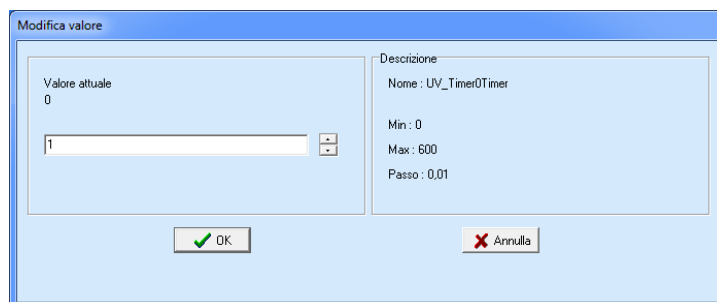 Modifica valore
Valore attuale
0
1
Descrizione
Nome : UV_Timer0Timer
Min : 0
Max : 600
Passo : 0,01
OK
Annulla